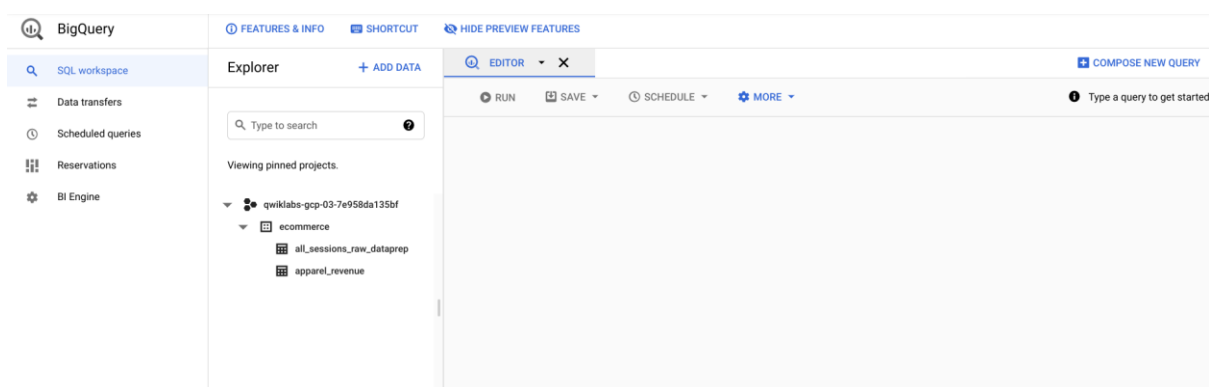 BigQuery
FEATURES & INFO
SHORTCUT
HIDE PREVIEW FEATURES
SQL workspace
Data transfers
Scheduled queries
Reservations
BI Engine
Explorer
+ ADD DATA
Type to search
Viewing pinned projects.
qwiklabs-gcp-03-7e958da135bf
ecommerce
all_sessions_raw_dataprep
apparel_revenue
EDITOR
COMPOSE NEW QUERY
RUN
SAVE
SCHEDULE
MORE
Type a query to get started